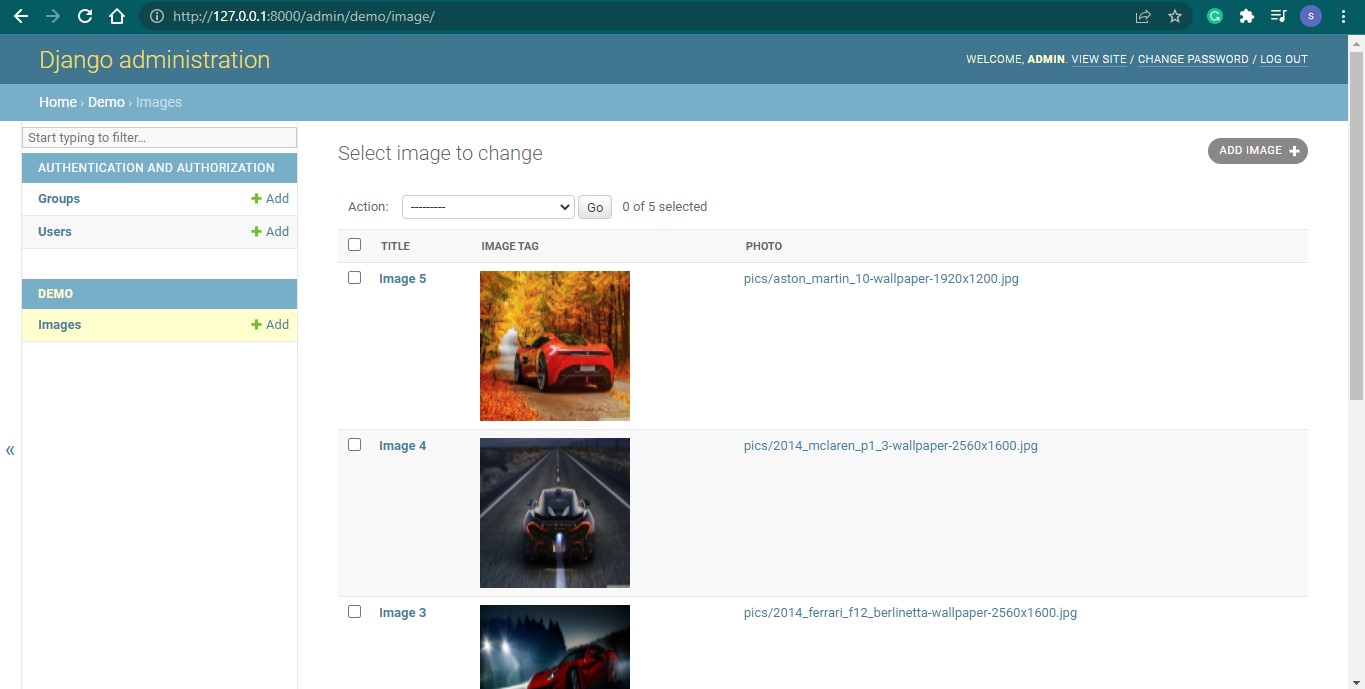 http://127.0.0.1:8000/admin/demo/image/
S
Django administration
WELCOME, ADMIN. VIEW SITE / CHANGE PASSWORD / LOG OUT
Home › Demo › Images
Start typing to filter...
AUTHENTICATION AND AUTHORIZATION
Groups + Add
Users + Add
DEMO
Images + Add
«
Select image to change
ADD IMAGE +
Action: --------- Go 0 of 5 selected
TITLE IMAGE TAG PHOTO
Image 5 pics/aston_martin_10-wallpaper-1920x1200.jpg
Image 4 pics/2014_mclaren_p1_3-wallpaper-2560x1600.jpg
Image 3 pics/2014_ferrari_f12_berlinetta-wallpaper-2560x1600.jpg